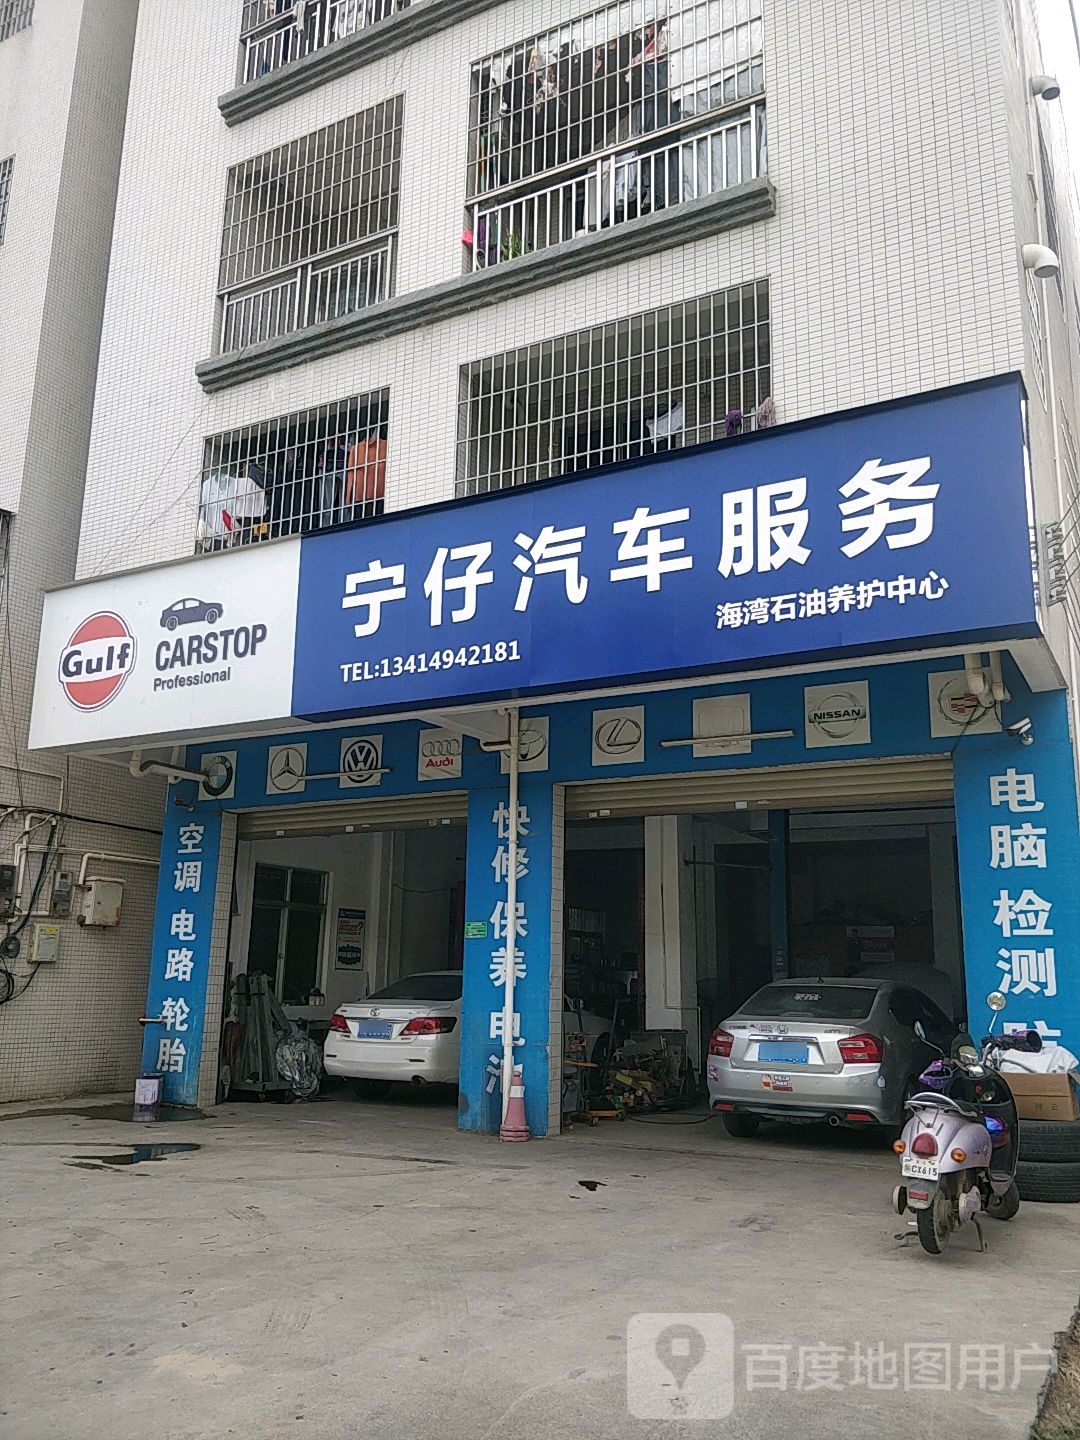 Gulf
CARSTOP
Professional
宁仔汽车服务
海湾石油养护中心
TEL:13414942181
Audi
NISSAN
空调 电路 轮胎
快修 保养 电
电脑检测
CX615
百度地图用户